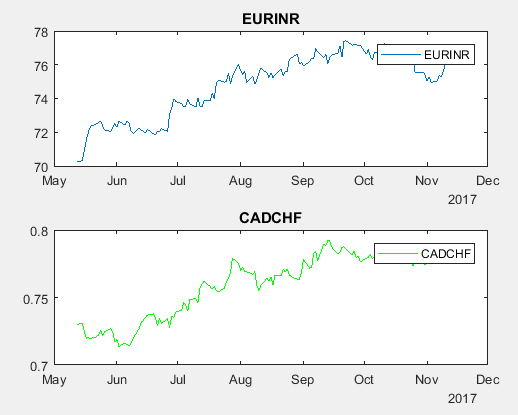 EURINR
78
76
74
72
70
EURINR
May Jun Jul Aug Sep Oct Nov Dec
2017
CADCHF
0.8
0.75
0.7
CADCHF
May Jun Jul Aug Sep Oct Nov Dec
2017